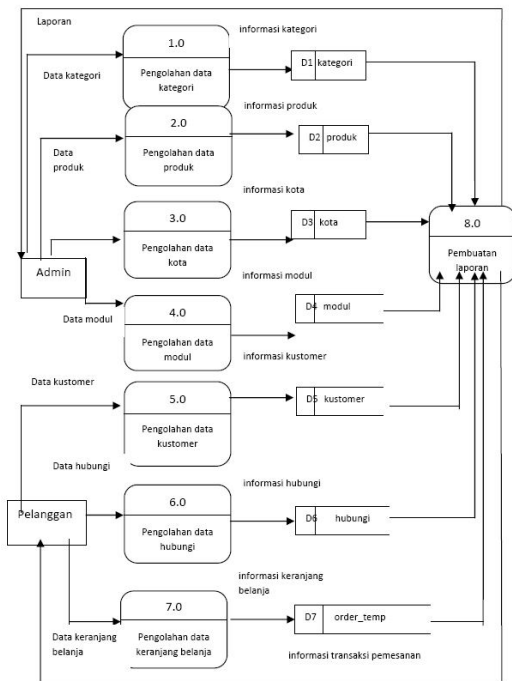 Laporan
informasi kategori
1.0
Data kategori
Pengolahan data
kategori
D1 kategori
2.0
informasi produk
Data
produk
Pengolahan data
produk
D2 produk
informasi kota
3.0
D3 kota
8.0
Pengolahan data
kota
Pembuatan
laporan
Admin
informasi modul
Data modul
4.0
D4 modul
Pengolahan data
modul
informasi kustomer
Data kustomer
5.0
D5 kustomer
Pengolahan data
kustomer
Data hubungi
informasi hubungi
6.0
Pelanggan
D6 hubungi
Pengolahan data
hubungi
informasi keranjang
belanja
7.0
D7 order_temp
Data keranjang
belanja
Pengolahan data
keranjang belanja
informasi transaksi pemesanan